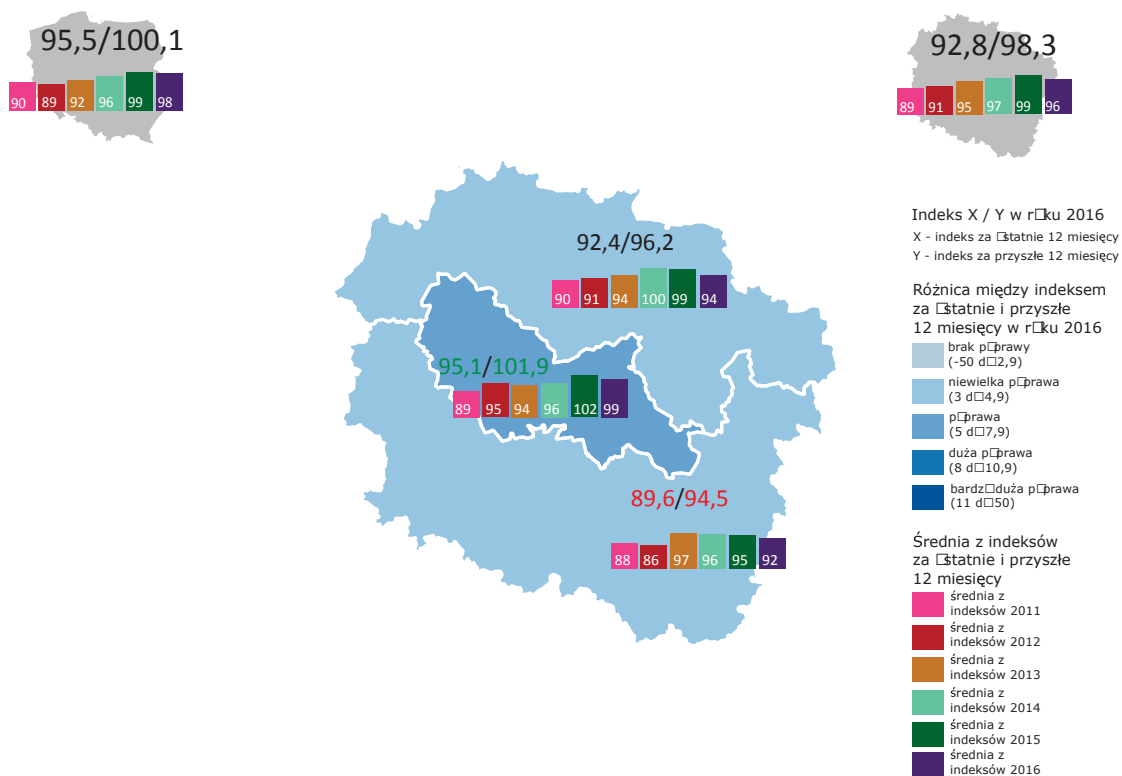 95,5/100,1
90 89 92 96 99 98
92,8/98,3
89 91 95 97 99 96
92,4/96,2
90 91 94 100 99 94
95,1/101,9
89 95 94 96 102 99
89,6/94,5
88 86 97 96 95 92
Indeks X / Y w r□ku 2016
X - indeks za □statnie 12 miesięcy
Y - indeks za przyszłe 12 miesięcy
Różnica między indeksem
za □statnie i przyszłe
12 miesięcy w r□ku 2016
brak p□prawy
(-50 d□2,9)
niewielka p□prawa
(3 d□4,9)
p□prawa
(5 d□7,9)
duża p□prawa
(8 d□10,9)
bardz□duża p□prawa
(11 d□50)
Średnia z indeksów
za □statnie i przyszłe
12 miesięcy
średnia z
indeksów 2011
średnia z
indeksów 2012
średnia z
indeksów 2013
średnia z
indeksów 2014
średnia z
indeksów 2015
średnia z
indeksów 2016